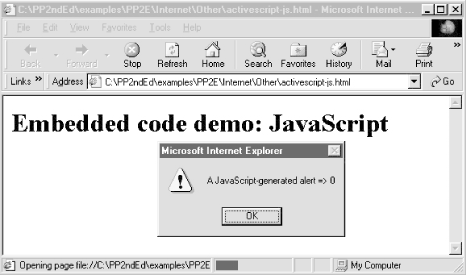 C:\PP2ndEd\examples\PP2E\Internet\Other\activescript-js.html - Microsoft Internet Explorer
File Edit View Favorites Tools Help
Back Forward Stop Refresh Home Search Favorites History Mail Print
Links » Address C:\PP2ndEd\examples\PP2E\Internet\Other\activescript-js.html Go
Embedded code demo: JavaScript
Microsoft Internet Explorer
A JavaScript-generated alert => 0
OK
Opening page file://C:\PP2ndEd\examples\PP2E My Computer